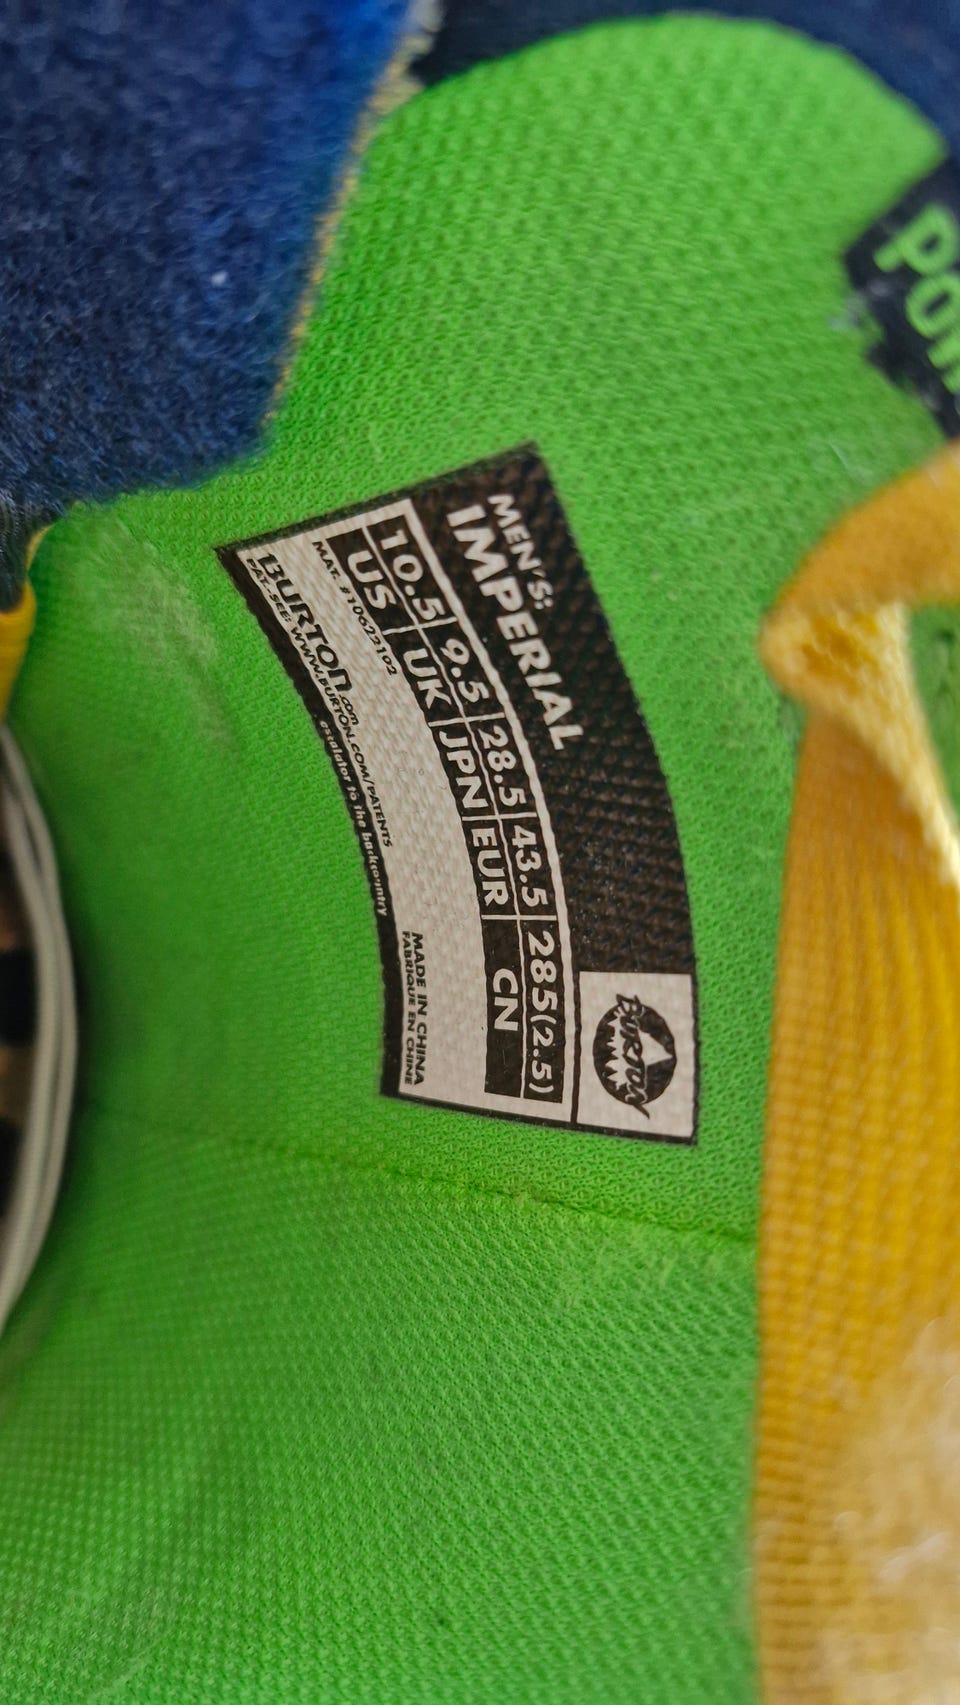 MEN'S:
IMPERIAL
10.5 9.5 28.5 43.5 285(2.5)
US UK JPN EUR CN
MAT. #10622102
BURTON.com
PAT.-SEE: WWW.BURTON.COM/PATENTS
MADE IN CHINA
FABRIQUE EN CHINE
escalator to the backcountry
BURTON